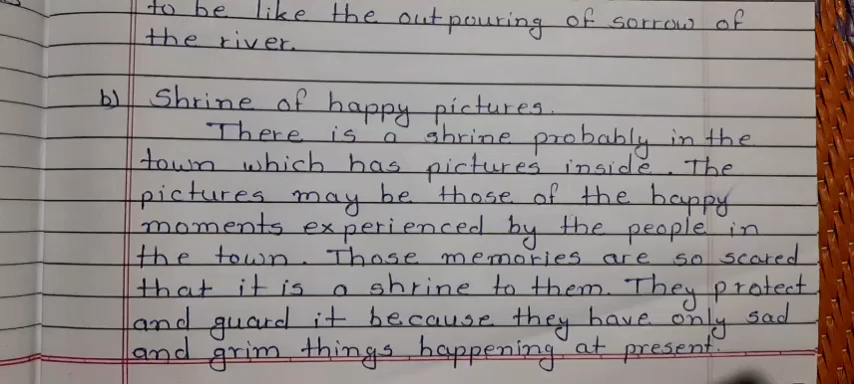 to be like the outpouring of sorrow of
the river.
b) Shrine of happy pictures.
There is a shrine probably in the
town which has pictures inside. The
pictures may be those of the happy
moments experienced by the people in
the town. Those memories are so scared
that it is a shrine to them. They protect
and guard it because they have only sad
and grim things happening at present.